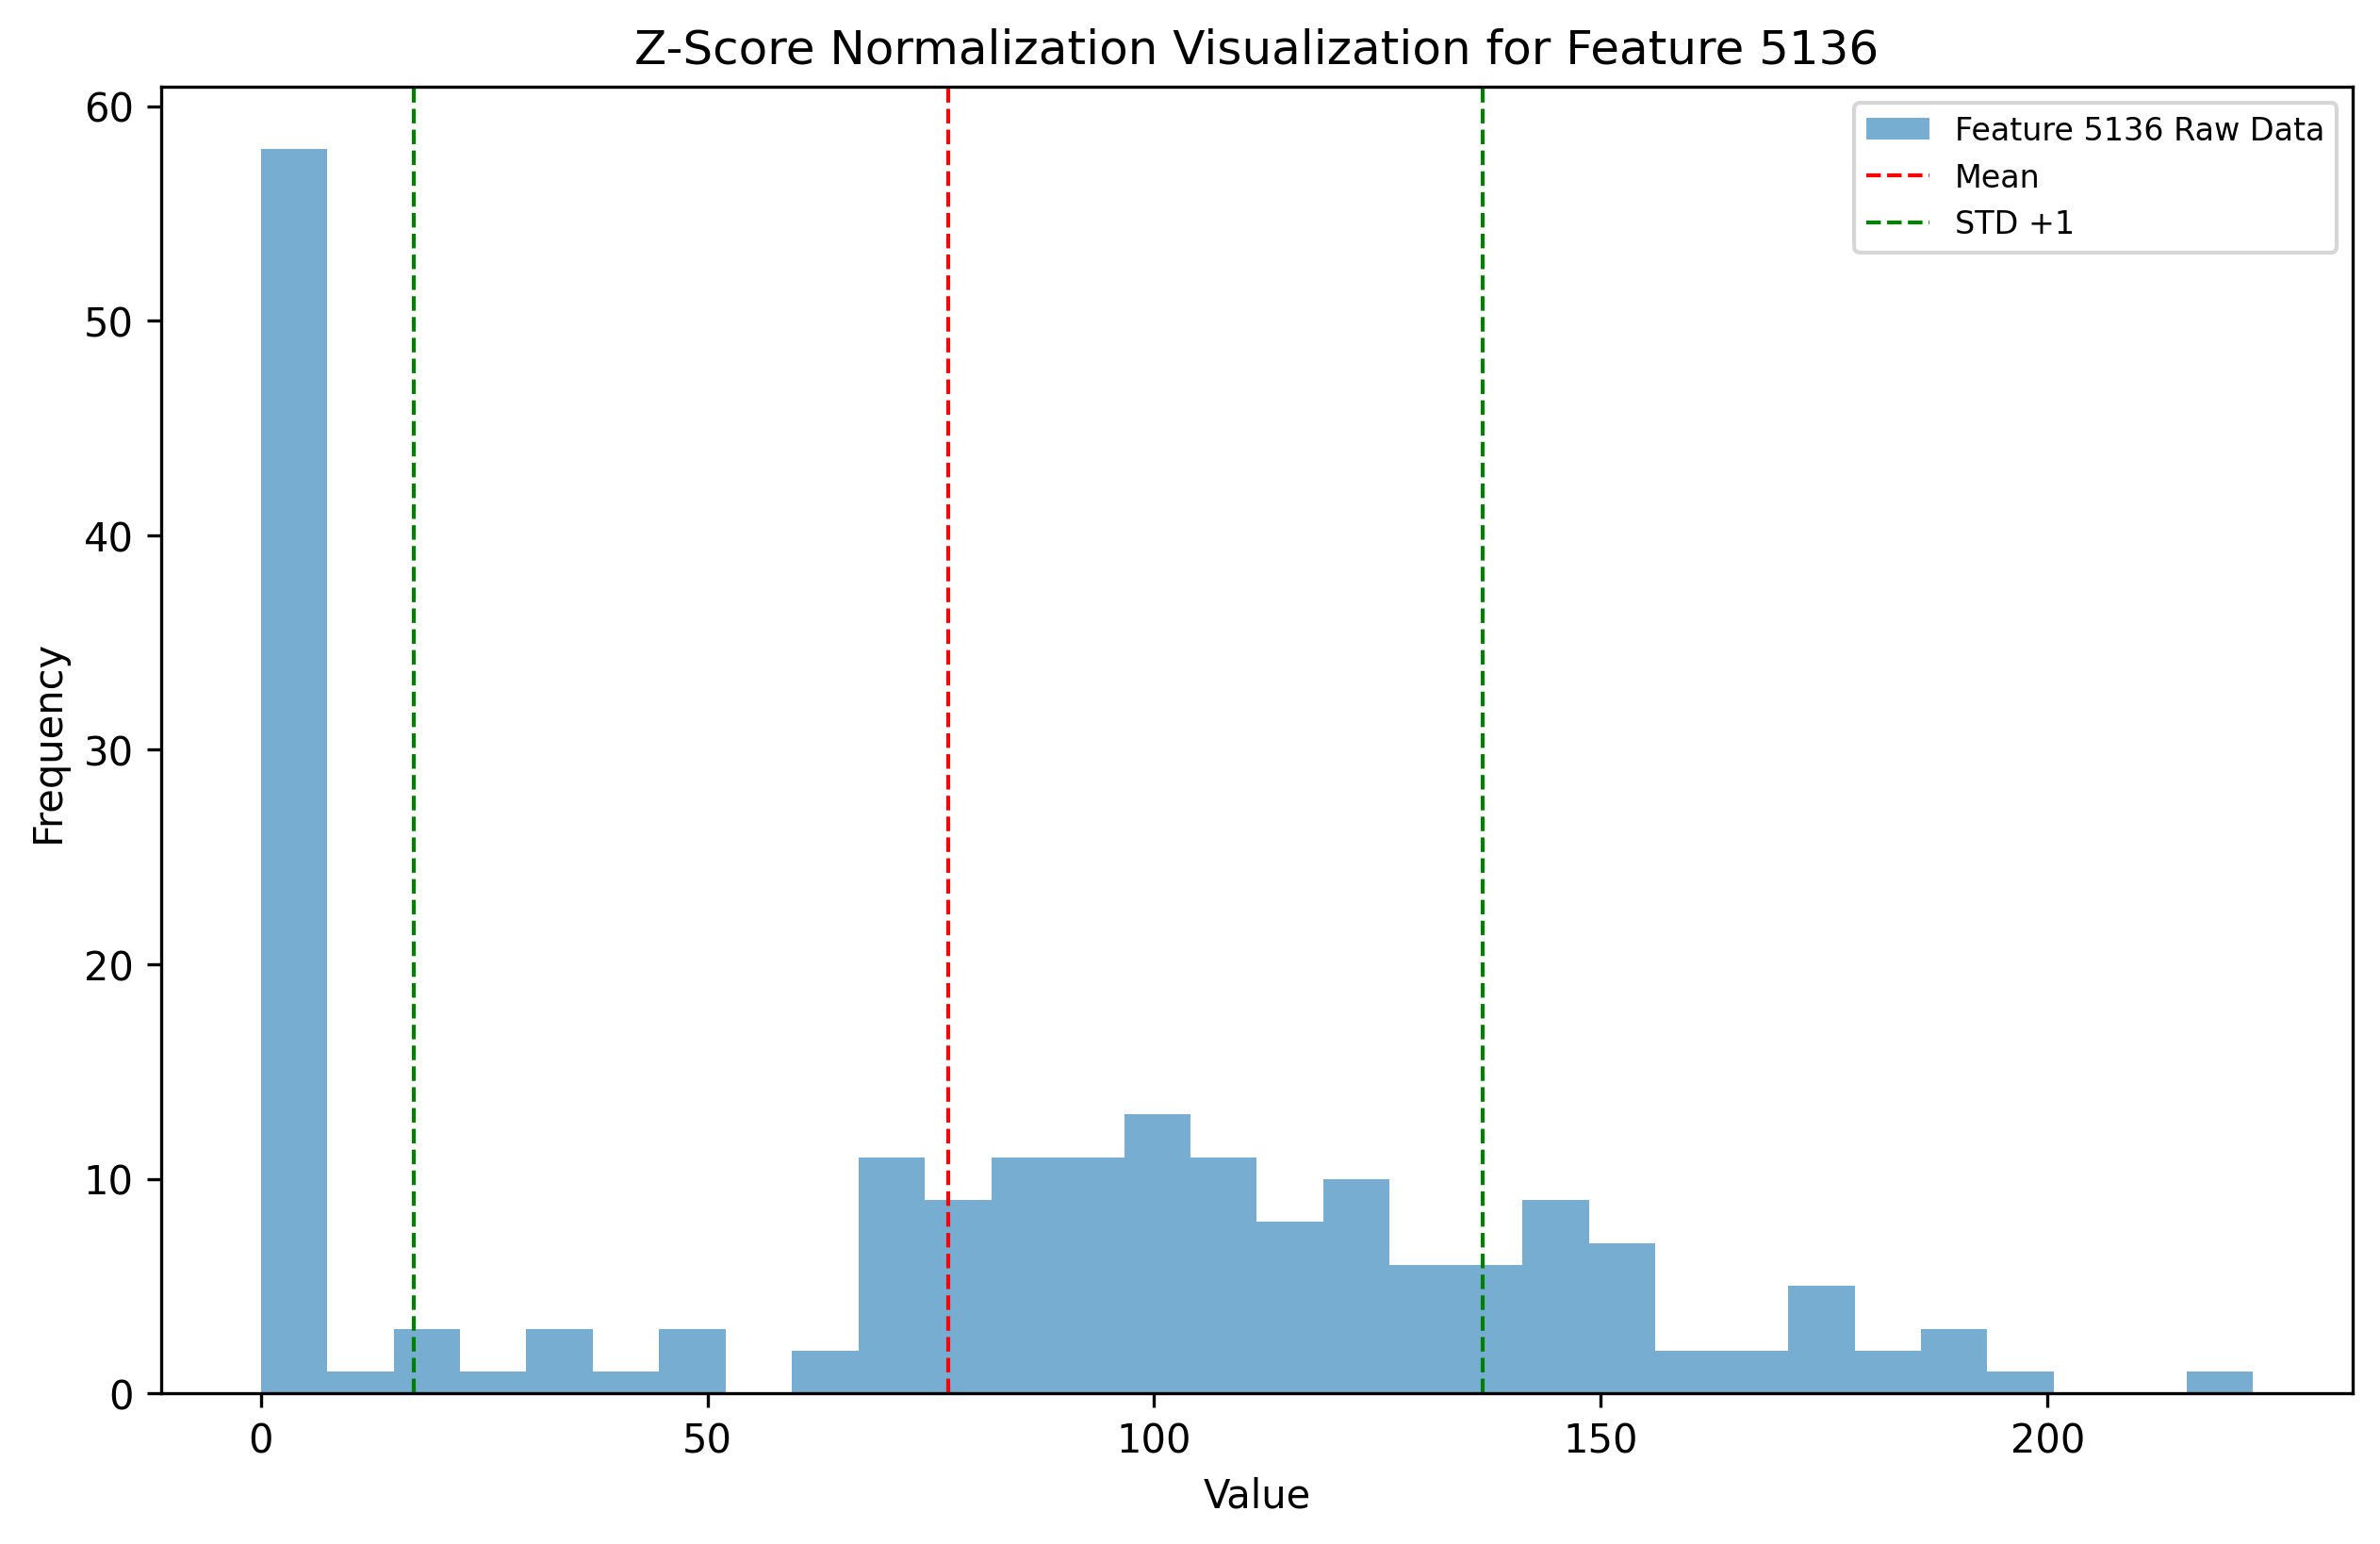 Z-Score Normalization Visualization for Feature 5136
Feature 5136 Raw Data
Mean
STD +1
60
50
40
30
20
10
0
Frequency
0 50 100 150 200
Value